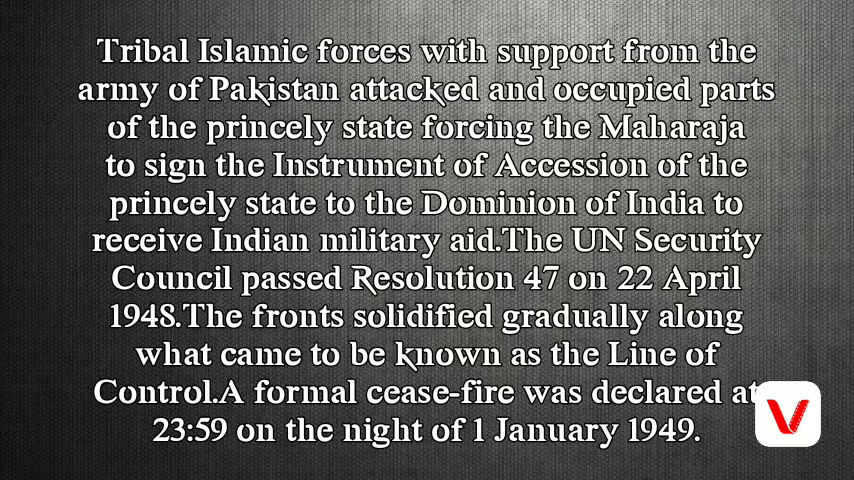 Tribal Islamic forces with support from the
army of Pakistan attacked and occupied parts
of the princely state forcing the Maharaja
to sign the Instrument of Accession of the
princely state to the Dominion of India to
receive Indian military aid.The UN Security
Council passed Resolution 47 on 22 April
1948.The fronts solidified gradually along
what came to be known as the Line of
Control.A formal cease-fire was declared at
23:59 on the night of 1 January 1949.